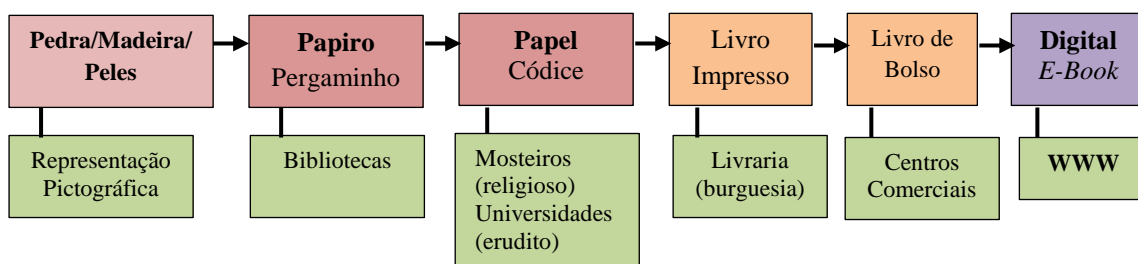 Pedra/Madeira/
Peles
Papiro
Pergaminho
Papel
Códice
Livro
Impresso
Livro de
Bolso
Digital
E-Book
Representação
Pictográfica
Bibliotecas
Mosteiros
(religioso)
Universidades
(erudito)
Livraria
(burguesia)
Centros
Comerciais
WWW